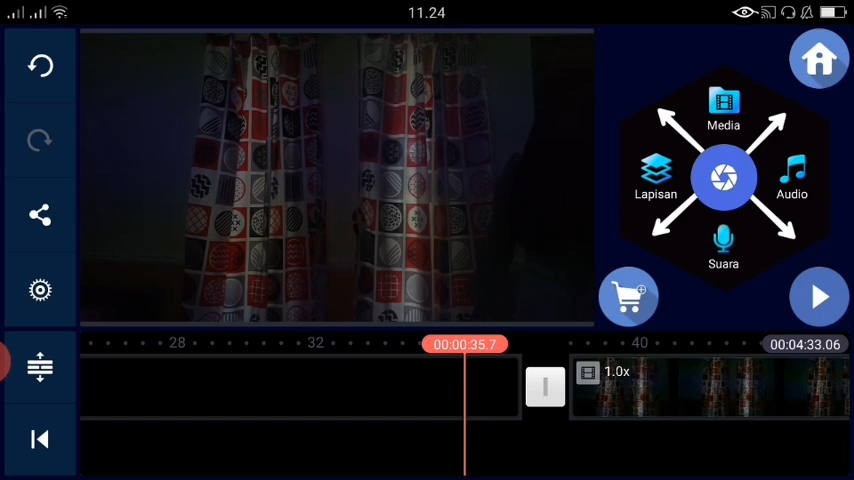 11.24
Media
Lapisan
Audio
Suara
28
32
00:00:35.7
40
00:04:33.06
1.0x